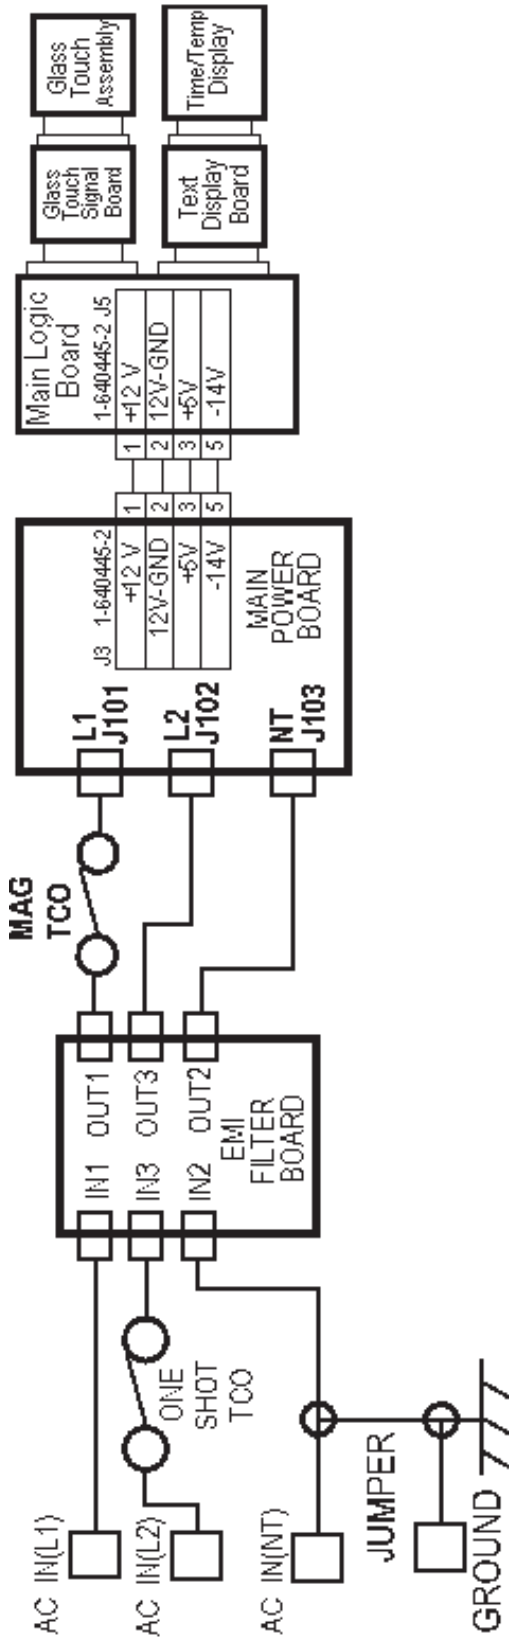 AC IN(L1)
AC IN(L2)
AC IN(NT)
JUMPER
GROUND
ONE
SHOT
TCO
IN1 OUT1
IN3 OUT3
IN2 OUT2
EMI
FILTER
BOARD
MAG
TCO
L1
J101
L2
J102
NT
J103
J3 1-640445-2
+12 V 1
12V-GND 2
+5V 3
-14V 5
MAIN
POWER
BOARD
Main Logic
Board
1-640445-2 J5
1 +12 V
2 12V-GND
3 +5V
5 -14V
Glass
Touch
Signal
Board
Glass
Touch
Assembly
Text
Display
Board
Time/Temp
Display